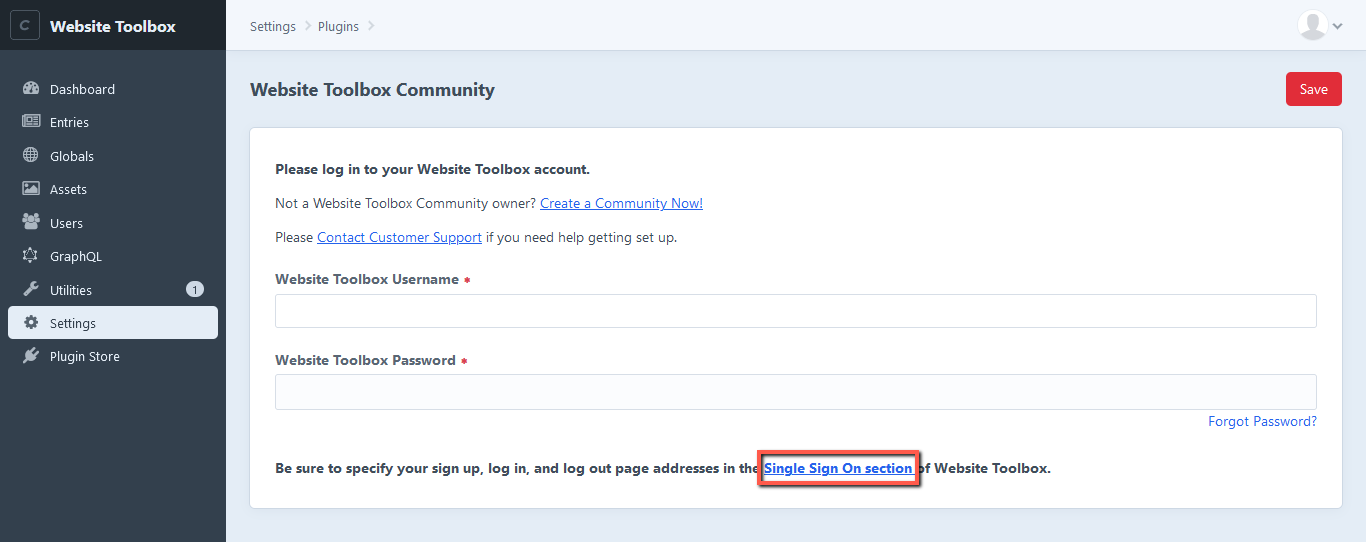 C Website Toolbox
Settings Plugins
Dashboard
Entries
Globals
Assets
Users
GraphQL
Utilities 1
Settings
Plugin Store
Website Toolbox Community
Save
Please log in to your Website Toolbox account.
Not a Website Toolbox Community owner? Create a Community Now!
Please Contact Customer Support if you need help getting set up.
Website Toolbox Username *
Website Toolbox Password *
Forgot Password?
Be sure to specify your sign up, log in, and log out page addresses in the Single Sign On section of Website Toolbox.